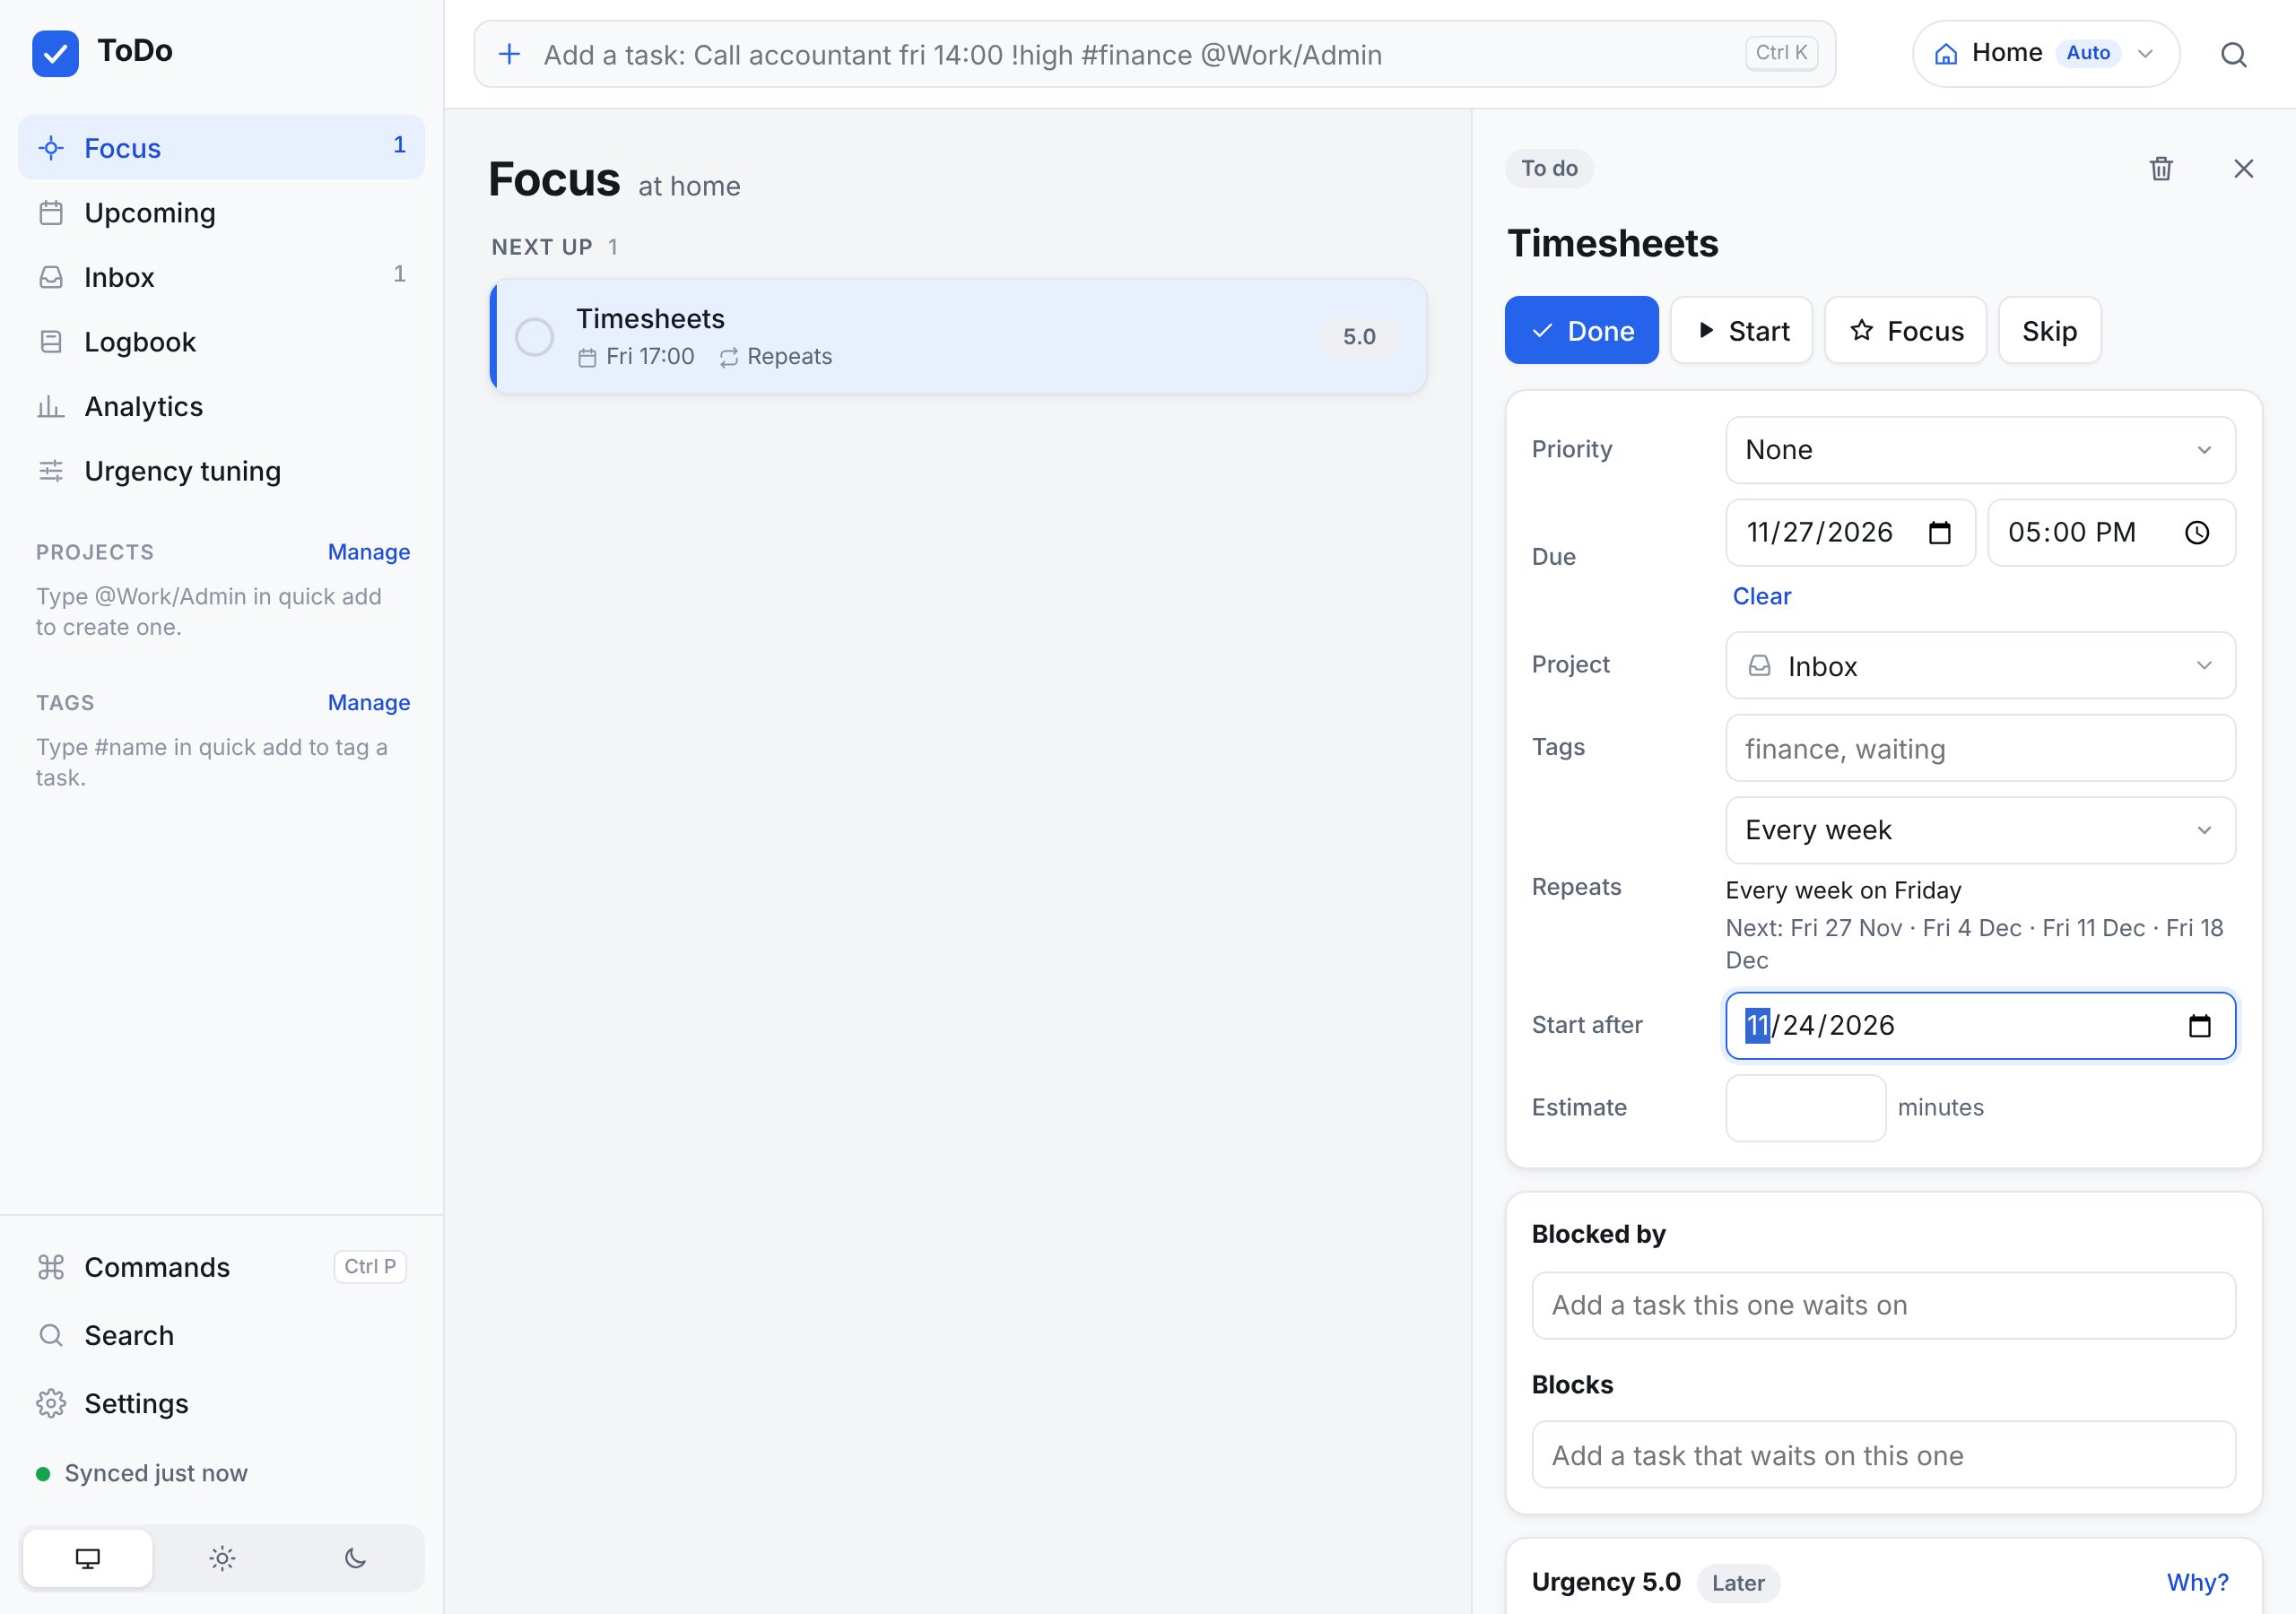 ToDo
Focus 1
Upcoming
Inbox 1
Logbook
Analytics
Urgency tuning
PROJECTS Manage
Type @Work/Admin in quick add
to create one.
TAGS Manage
Type #name in quick add to tag a
task.
Commands Ctrl P
Search
Settings
Synced just now
Add a task: Call accountant fri 14:00 !high #finance @Work/Admin Ctrl K
Home Auto
Focus at home
NEXT UP 1
Timesheets
Fri 17:00 Repeats
5.0
To do
Timesheets
Done Start Focus Skip
Priority None
Due 11/27/2026 05:00 PM
Clear
Project Inbox
Tags finance, waiting
Repeats Every week
Every week on Friday
Next: Fri 27 Nov · Fri 4 Dec · Fri 11 Dec · Fri 18
Dec
Start after 11/24/2026
Estimate minutes
Blocked by
Add a task this one waits on
Blocks
Add a task that waits on this one
Urgency 5.0 Later Why?